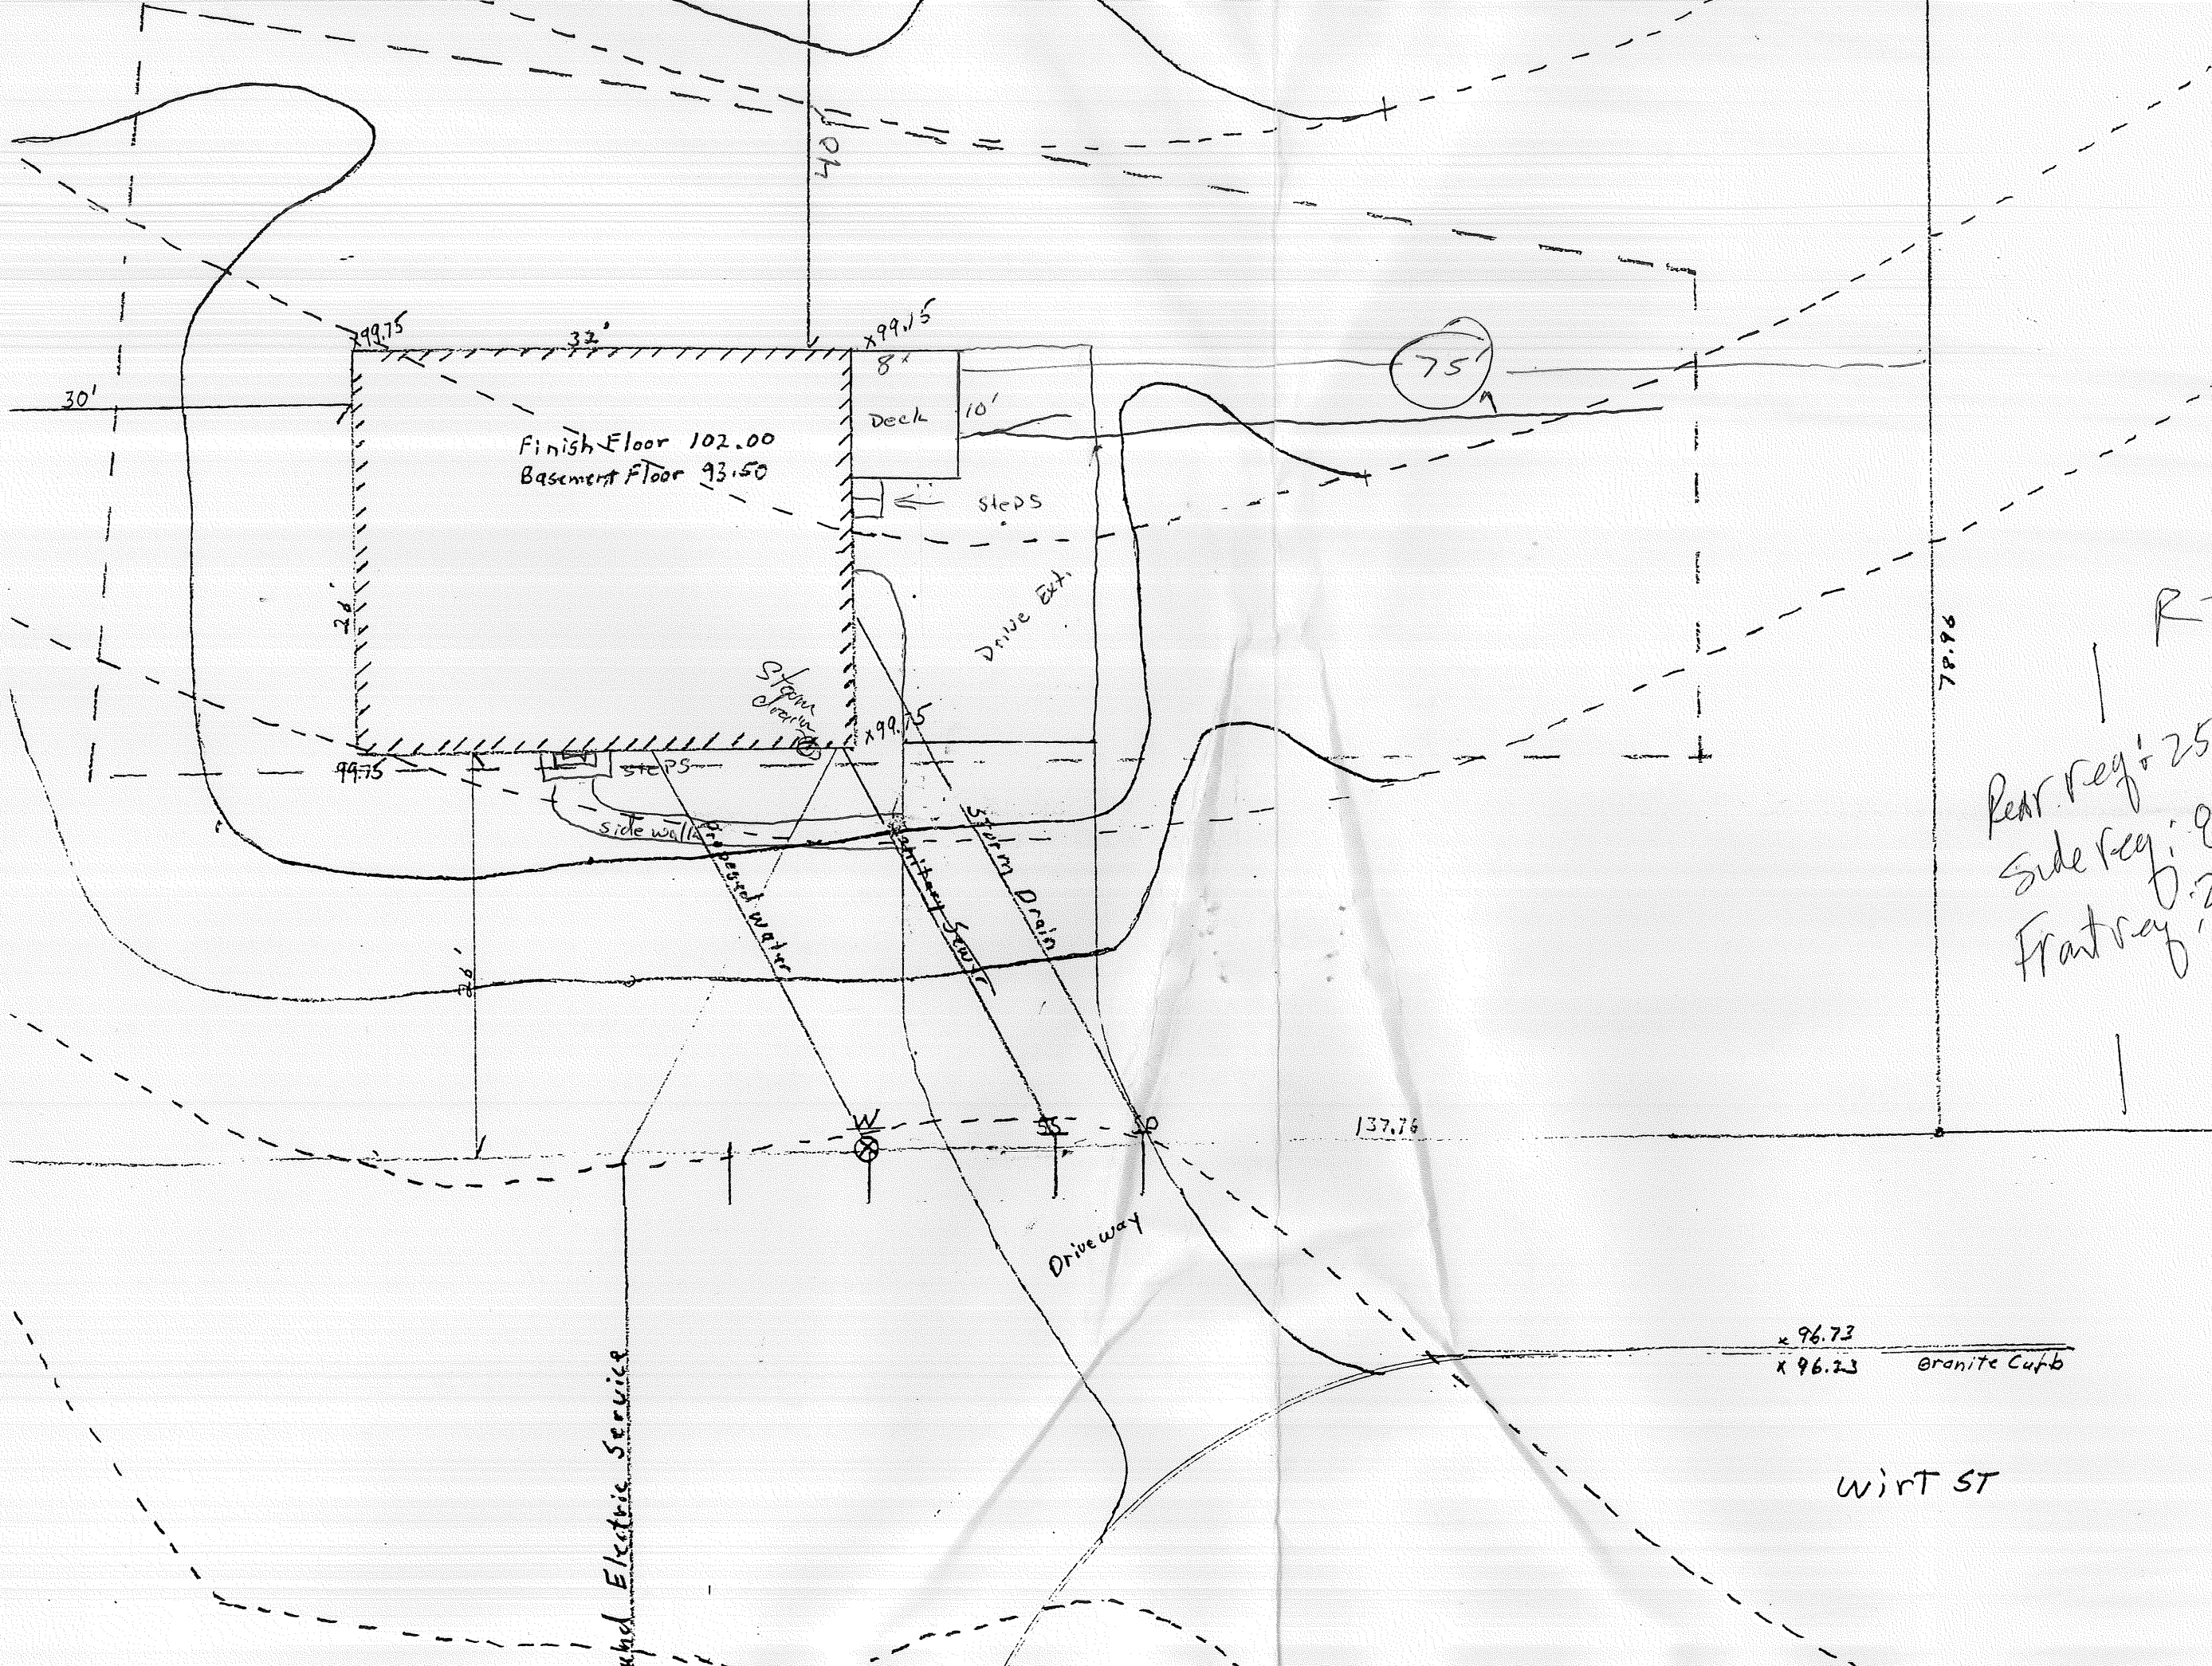 40'
x99.75
32'
x99.15
8'
75'
30'
Deck
10'
Finish Floor 102.00
Basement Floor 93.50
steps
Drive Ext.
26'
78.96
R
Storm
drain
x99.15
99.75
steps
Rear req: 25
Side req:
Front req:
side walk
Proposed water
Sanitary Sewer
Storm Drain
26'
W
SS
SD
137.76
Driveway
x 96.73
x 96.23
Granite Curb
Electric Service
Wirt ST